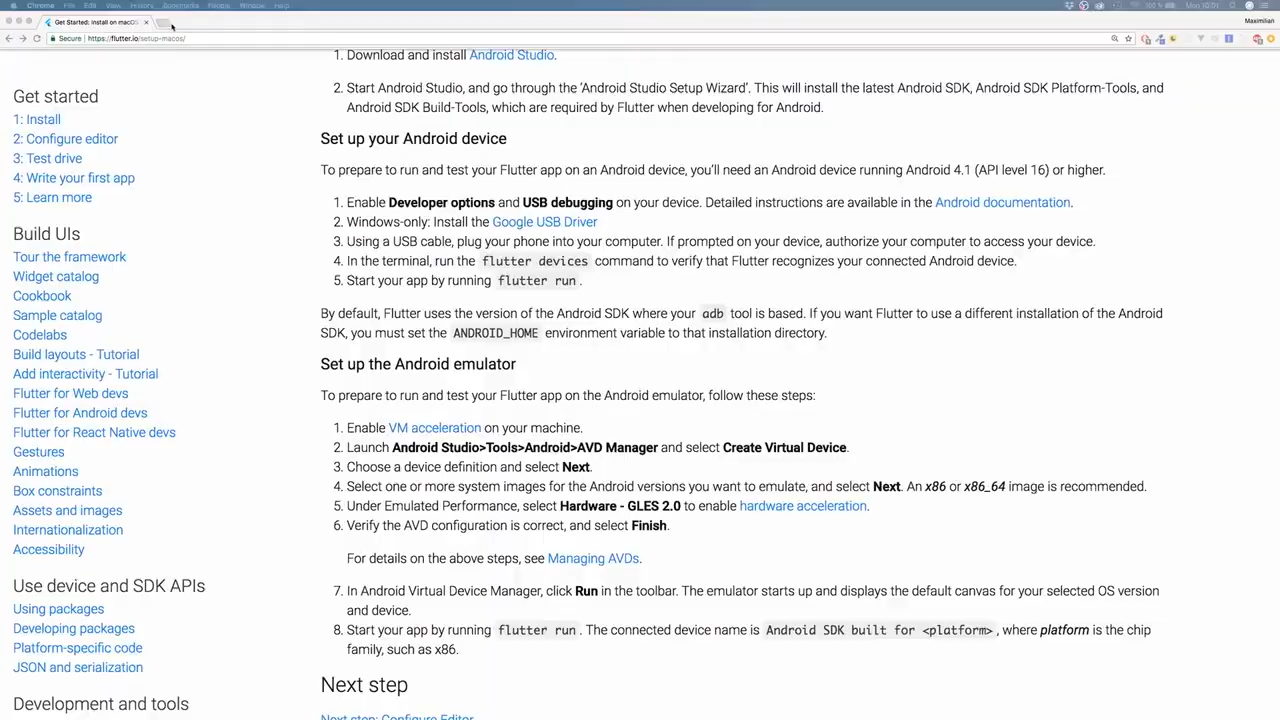 Chrome File Edit View History Bookmarks People Window Help
100 % Mon 10:01
Get Started: Install on macOS
Maximilian
Secure https://flutter.io/setup-macos/
Get started
1: Install
2: Configure editor
3: Test drive
4: Write your first app
5: Learn more
Build UIs
Tour the framework
Widget catalog
Cookbook
Sample catalog
Codelabs
Build layouts - Tutorial
Add interactivity - Tutorial
Flutter for Web devs
Flutter for Android devs
Flutter for React Native devs
Gestures
Animations
Box constraints
Assets and images
Internationalization
Accessibility
Use device and SDK APIs
Using packages
Developing packages
Platform-specific code
JSON and serialization
Development and tools
1. Download and install Android Studio.
2. Start Android Studio, and go through the ‘Android Studio Setup Wizard’. This will install the latest Android SDK, Android SDK Platform-Tools, and
Android SDK Build-Tools, which are required by Flutter when developing for Android.
Set up your Android device
To prepare to run and test your Flutter app on an Android device, you’ll need an Android device running Android 4.1 (API level 16) or higher.
1. Enable Developer options and USB debugging on your device. Detailed instructions are available in the Android documentation.
2. Windows-only: Install the Google USB Driver
3. Using a USB cable, plug your phone into your computer. If prompted on your device, authorize your computer to access your device.
4. In the terminal, run the flutter devices command to verify that Flutter recognizes your connected Android device.
5. Start your app by running flutter run.
By default, Flutter uses the version of the Android SDK where your adb tool is based. If you want Flutter to use a different installation of the Android
SDK, you must set the ANDROID_HOME environment variable to that installation directory.
Set up the Android emulator
To prepare to run and test your Flutter app on the Android emulator, follow these steps:
1. Enable VM acceleration on your machine.
2. Launch Android Studio>Tools>Android>AVD Manager and select Create Virtual Device.
3. Choose a device definition and select Next.
4. Select one or more system images for the Android versions you want to emulate, and select Next. An x86 or x86_64 image is recommended.
5. Under Emulated Performance, select Hardware - GLES 2.0 to enable hardware acceleration.
6. Verify the AVD configuration is correct, and select Finish.
For details on the above steps, see Managing AVDs.
7. In Android Virtual Device Manager, click Run in the toolbar. The emulator starts up and displays the default canvas for your selected OS version
and device.
8. Start your app by running flutter run. The connected device name is Android SDK built for <platform>, where platform is the chip
family, such as x86.
Next step
Next step: Configure Editor